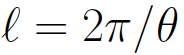 ℓ = 2π/θ